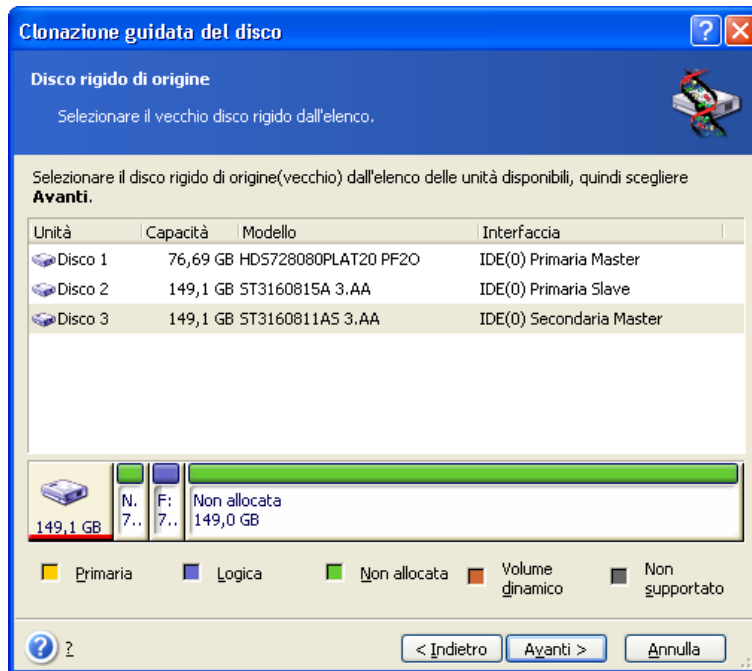 Clonazione guidata del disco
Disco rigido di origine
Selezionare il vecchio disco rigido dall'elenco.
Selezionare il disco rigido di origine(vecchio) dall'elenco delle unità disponibili, quindi scegliere
Avanti.
Unità Capacità Modello Interfaccia
Disco 1 76,69 GB HDS728080PLAT20 PF2O IDE(0) Primaria Master
Disco 2 149,1 GB ST3160815A 3.AA IDE(0) Primaria Slave
Disco 3 149,1 GB ST3160811AS 3.AA IDE(0) Secondaria Master
149,1 GB
N.
7..
F:
7..
Non allocata
149,0 GB
Primaria
Logica
Non allocata
Volume
dinamico
Non
supportato
?
< Indietro
Avanti >
Annulla